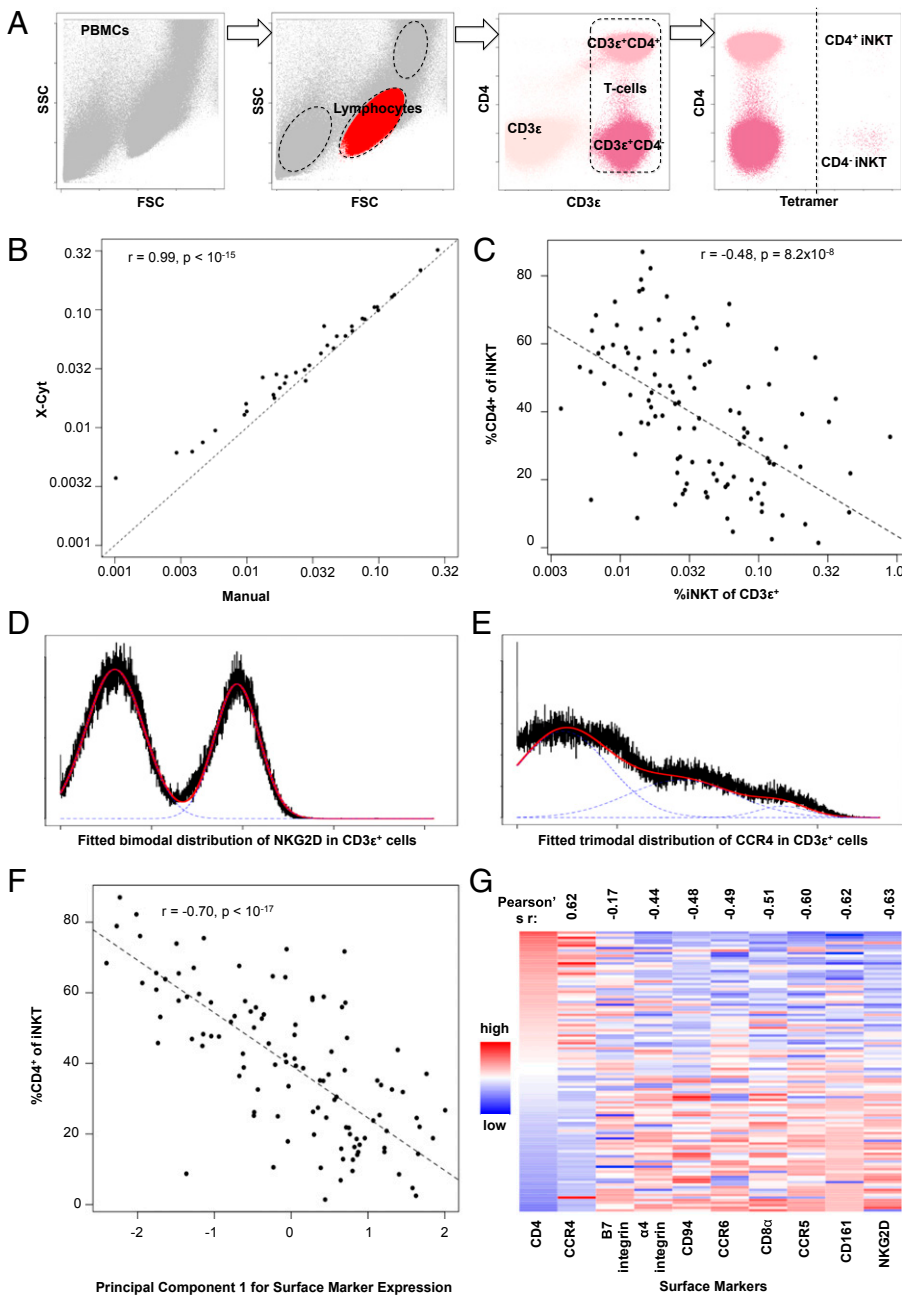 A
PBMCs
SSC
FSC
SSC
Lymphocytes
FSC
CD4
CD3ε⁺CD4⁺
T-cells
CD3ε
-
CD3ε⁺CD4⁻
CD3ε
CD4
CD4⁺ iNKT
CD4⁻ iNKT
Tetramer
B
r = 0.99, p < 10⁻¹⁵
X-Cyt
0.32
0.10
0.032
0.01
0.0032
0.001
0.001 0.003 0.01 0.032 0.10 0.32
Manual
C
r = -0.48, p = 8.2x10⁻⁸
%CD4+ of iNKT
80
60
40
20
0
0.003 0.01 0.032 0.10 0.32 1.0
%iNKT of CD3ε⁺
D
Fitted bimodal distribution of NKG2D in CD3ε⁺ cells
E
Fitted trimodal distribution of CCR4 in CD3ε⁺ cells
F
r = -0.70, p < 10⁻¹⁷
%CD4⁺ of iNKT
80
60
40
20
0
-2 -1 0 1 2
Principal Component 1 for Surface Marker Expression
G
Pearson'
s r:
0.62 -0.17 -0.44 -0.48 -0.49 -0.51 -0.60 -0.62 -0.63
high
low
CD4
CCR4
B7
integrin
α4
integrin
CD94
CCR6
CD8α
CCR5
CD161
NKG2D
Surface Markers